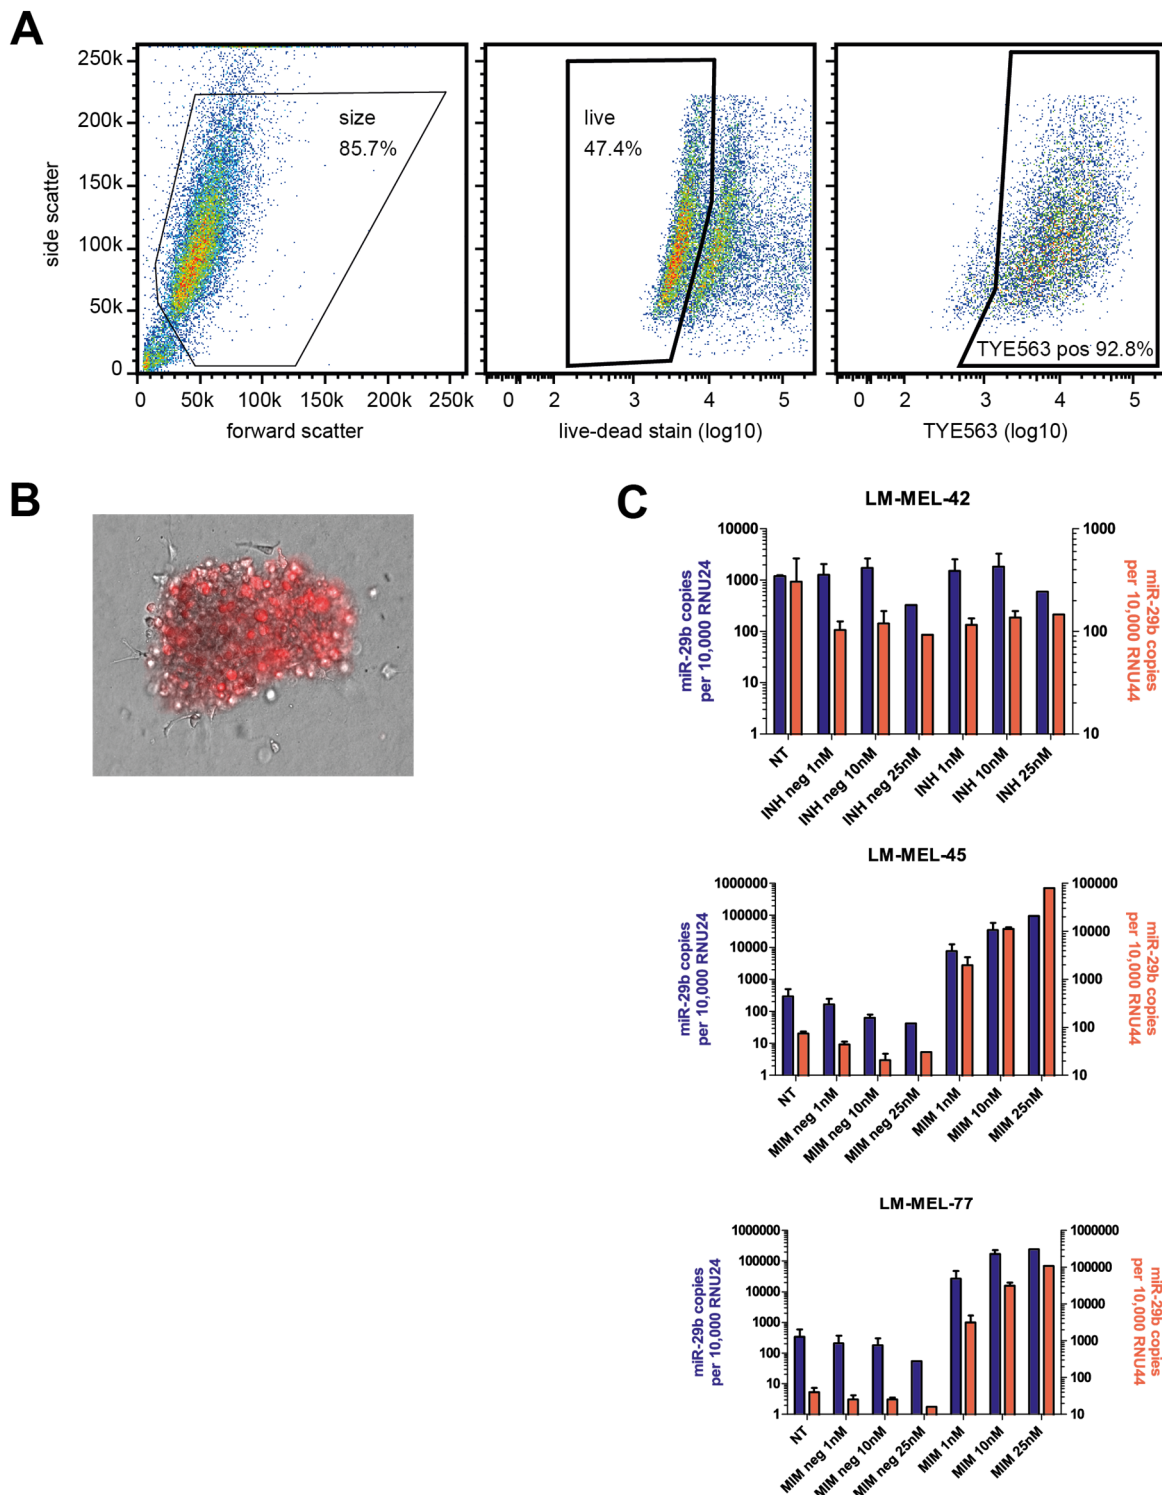 A
250k
200k
150k
100k
50k
0
side scatter
size
85.7%
0 50k 100k 150k 200k 250k
forward scatter
live
47.4%
0 2 3 4 5
live-dead stain (log10)
TYE563 pos 92.8%
0 2 3 4 5
TYE563 (log10)
B
C
LM-MEL-42
miR-29b copies
per 10,000 RNU24
10000
1000
100
10
1
1000
100
10
miR-29b copies
per 10,000 RNU44
NT
INH neg 1nM
INH neg 10nM
INH neg 25nM
INH 1nM
INH 10nM
INH 25nM
LM-MEL-45
miR-29b copies
per 10,000 RNU24
1000000
100000
10000
1000
100
10
1
100000
10000
1000
100
10
miR-29b copies
per 10,000 RNU44
NT
MIM neg 1nM
MIM neg 10nM
MIM neg 25nM
MIM 1nM
MIM 10nM
MIM 25nM
LM-MEL-77
miR-29b copies
per 10,000 RNU24
1000000
100000
10000
1000
100
10
1
1000000
100000
10000
1000
100
10
miR-29b copies
per 10,000 RNU44
NT
MIM neg 1nM
MIM neg 10nM
MIM neg 25nM
MIM 1nM
MIM 10nM
MIM 25nM